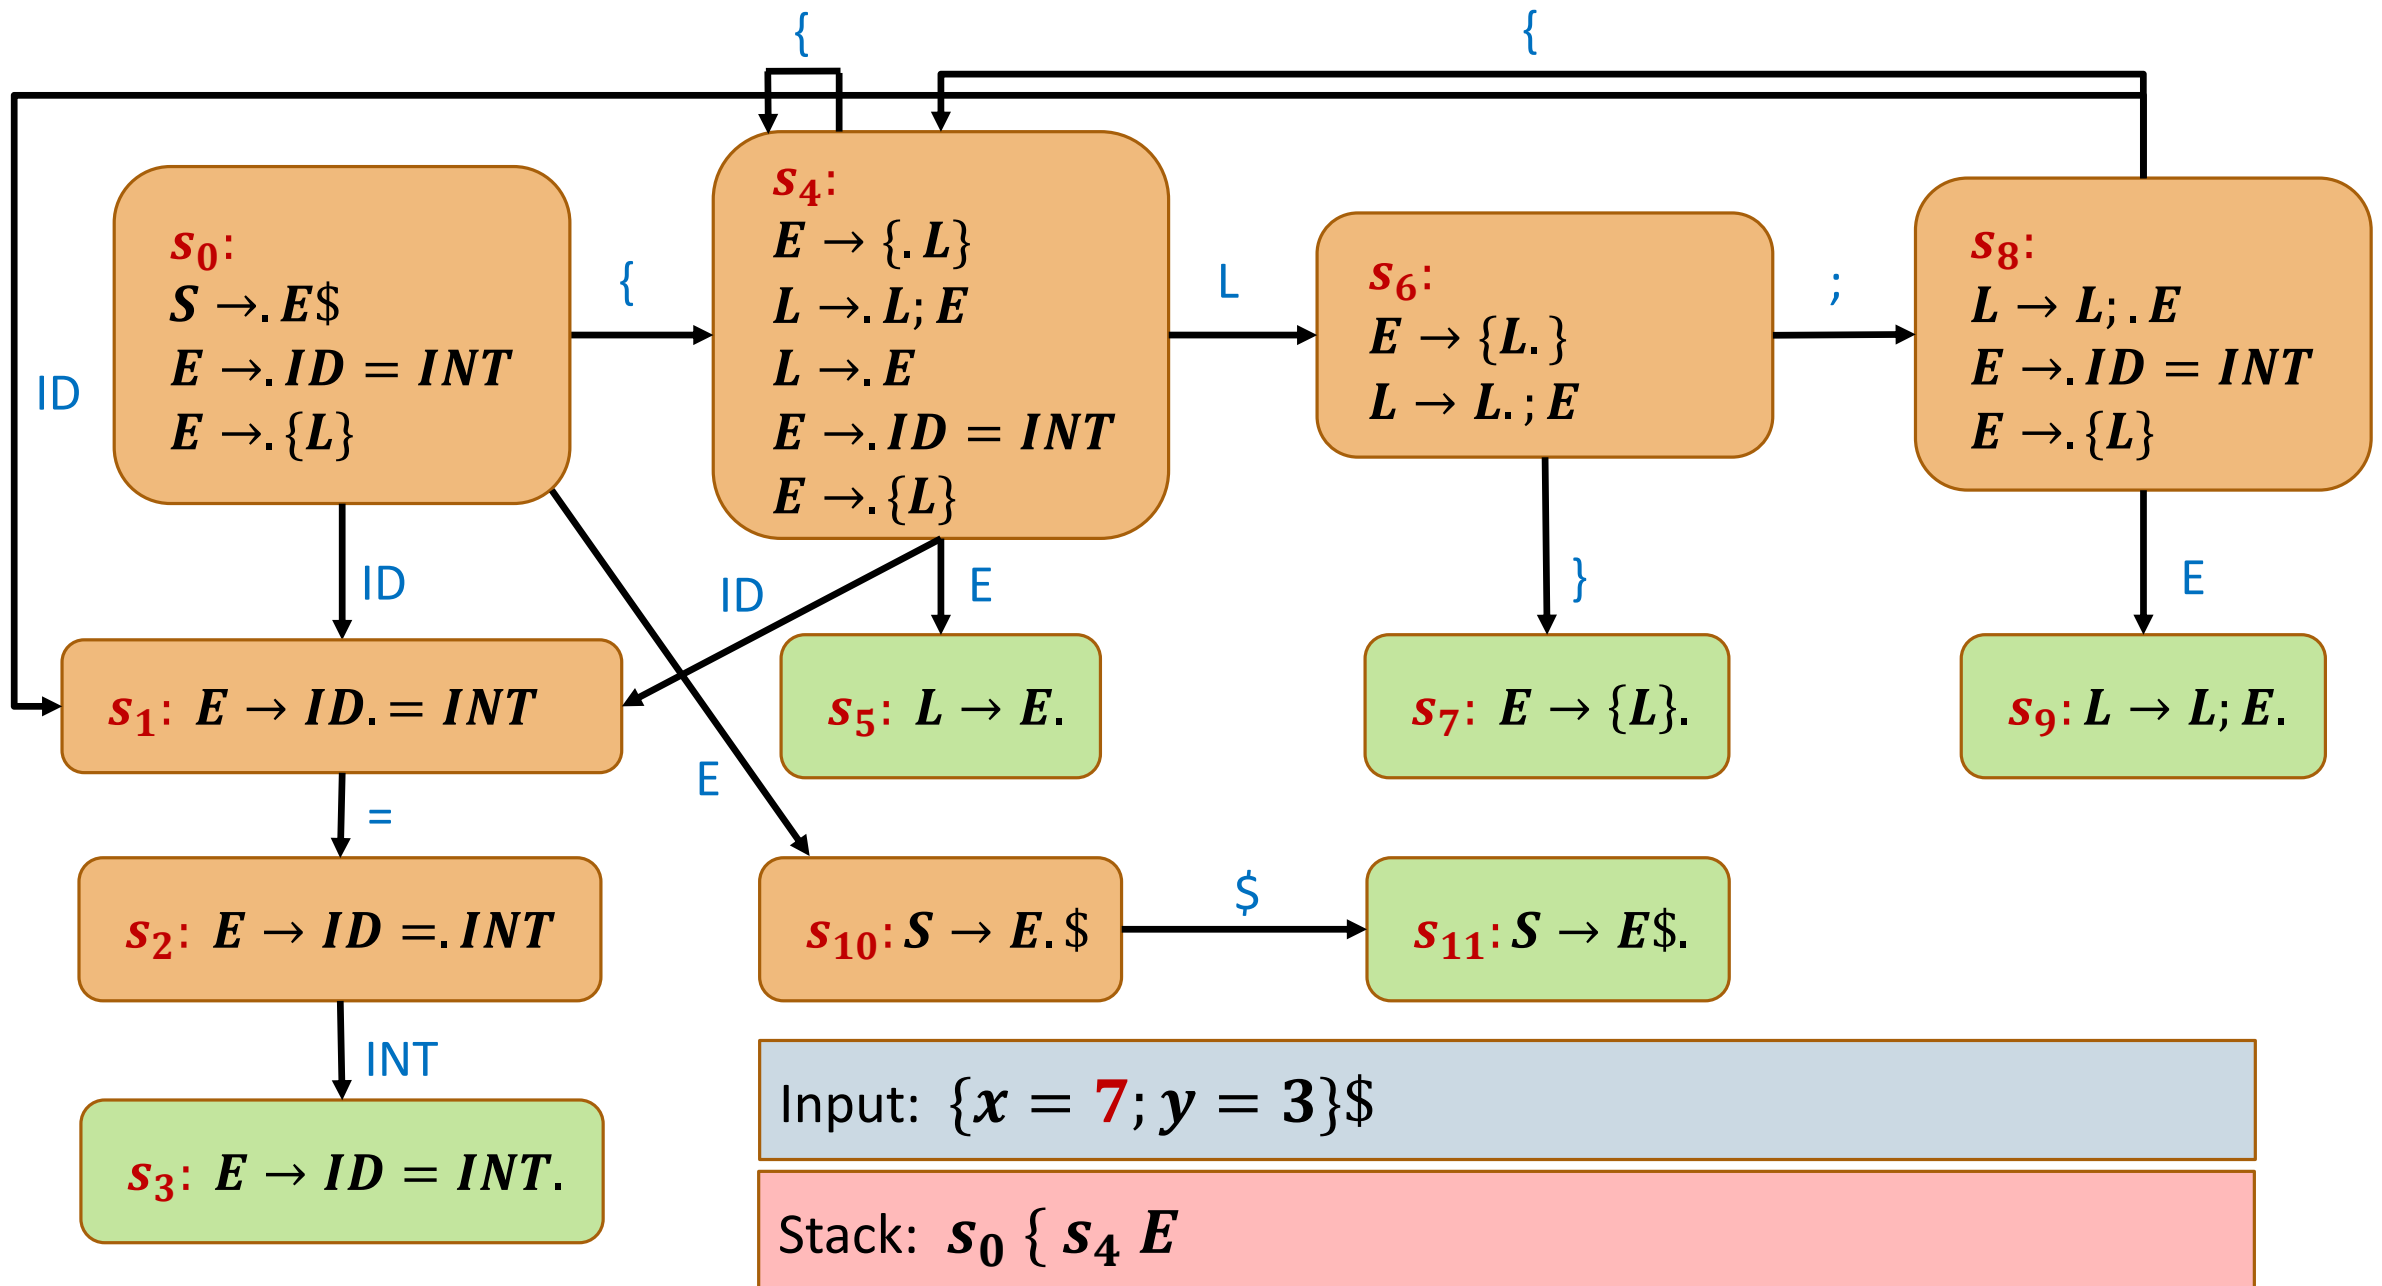 {
{
s₀:
S →. E$
E →. ID = INT
E →. {L}
{
s₄:
E → {. L}
L →. L; E
L →. E
E →. ID = INT
E →. {L}
L
s₆:
E → {L. }
L → L. ; E
;
s₈:
L → L; . E
E →. ID = INT
E →. {L}
ID
ID
ID
E
}
E
s₁: E → ID. = INT
s₅: L → E.
s₇: E → {L}.
s₉: L → L; E.
E
=
s₂: E → ID =. INT
s₁₀: S → E. $
$
s₁₁: S → E$.
INT
s₃: E → ID = INT.
Input: {x = 7; y = 3}$
Stack: s₀ { s₄ E